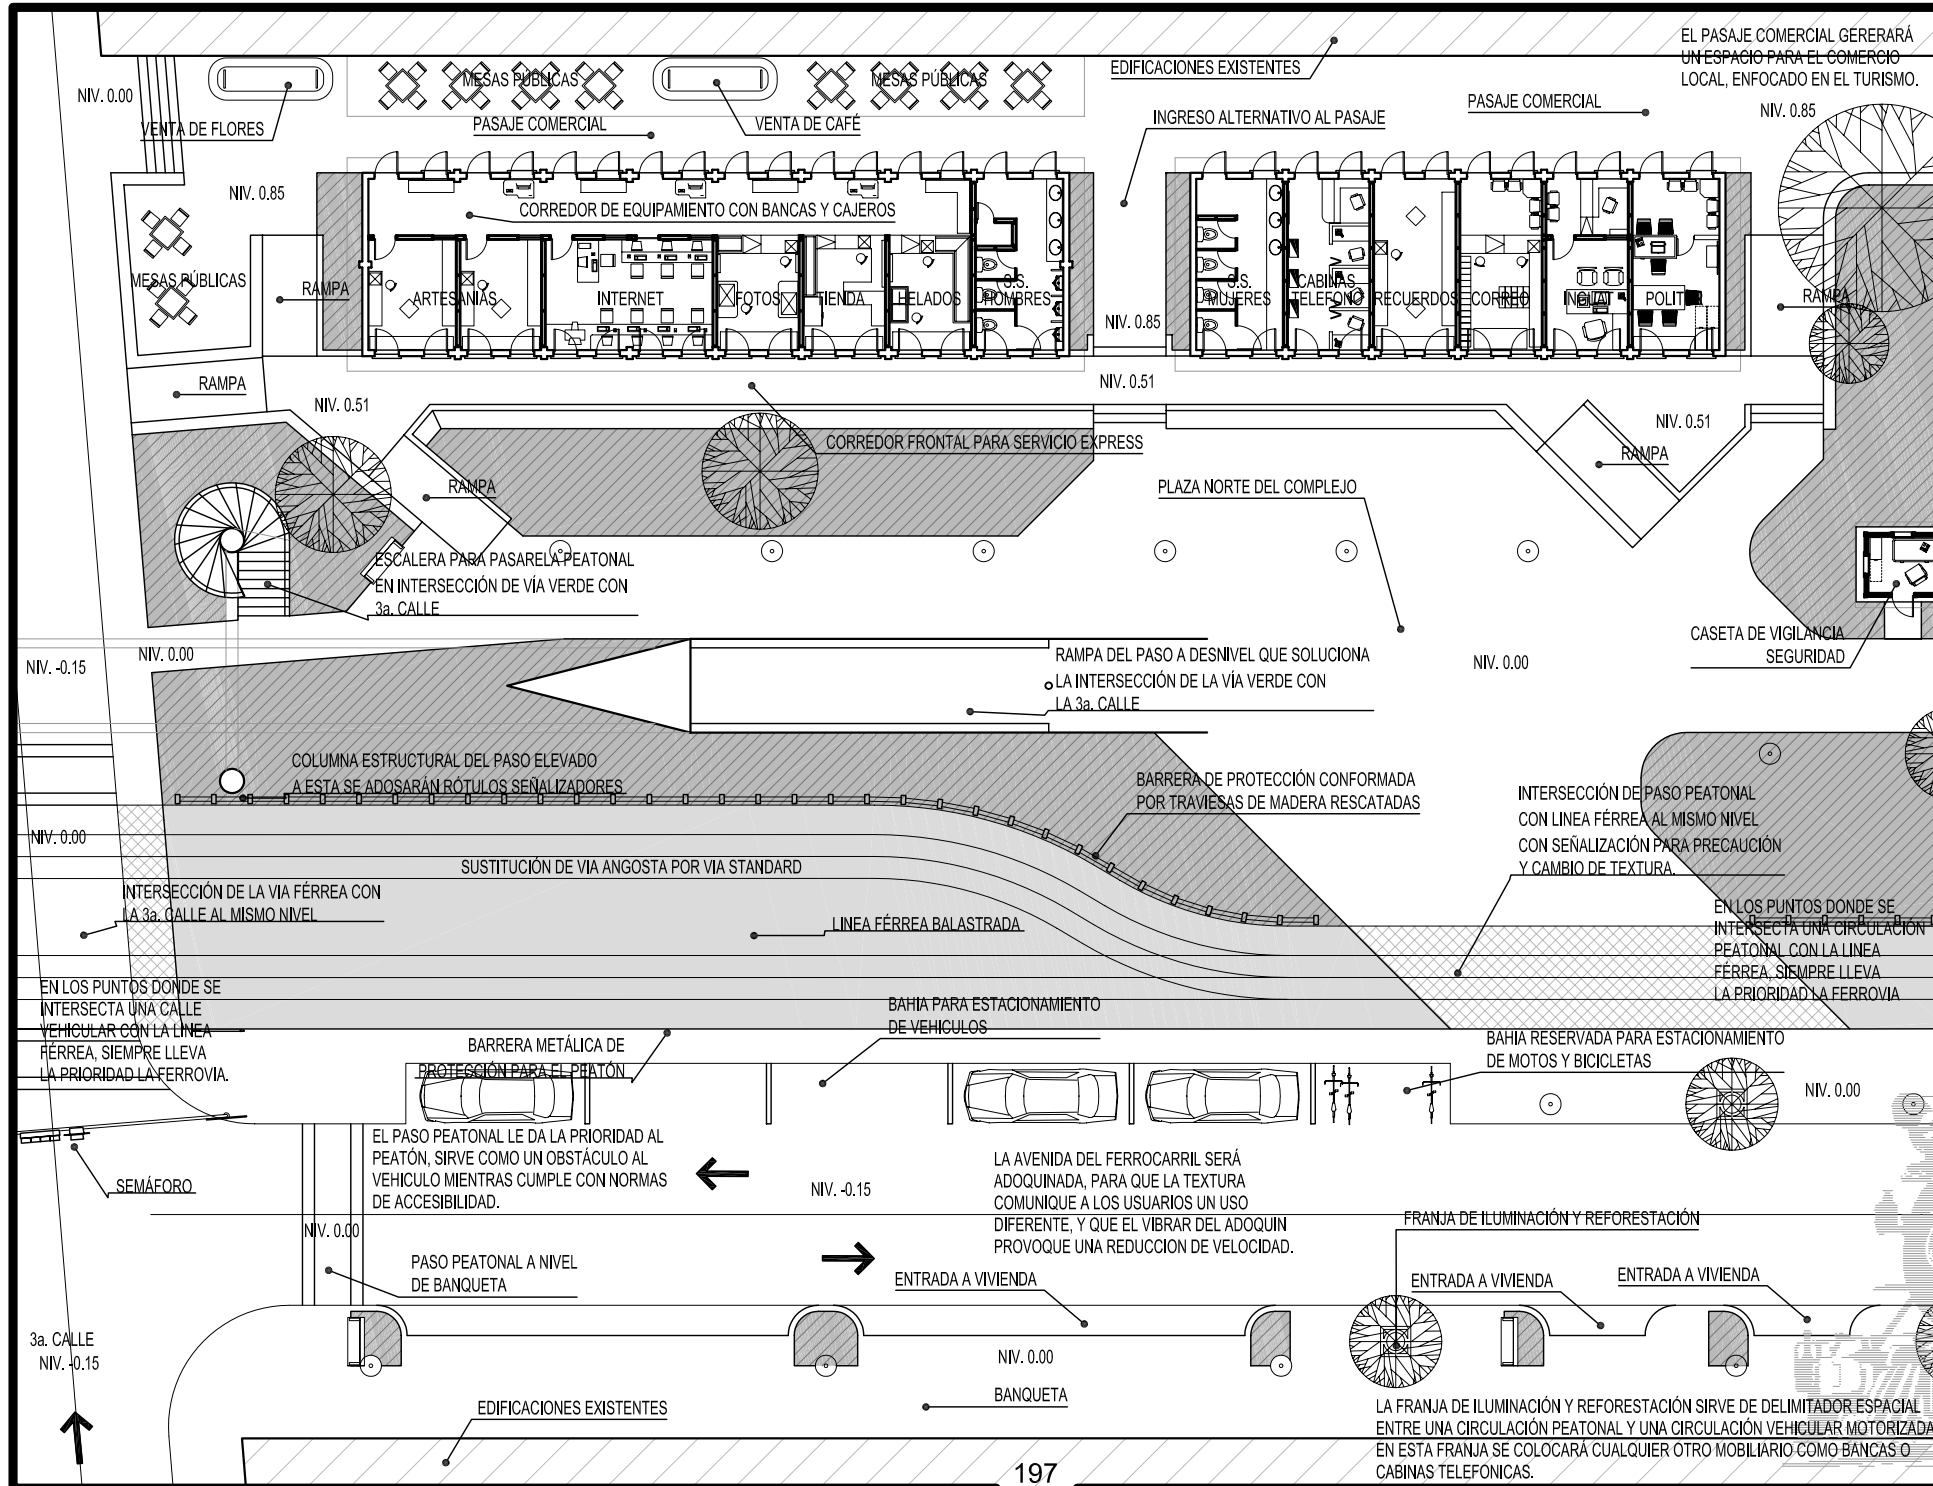 EL PASAJE COMERCIAL GERERARÁ
UN ESPACIO PARA EL COMERCIO
LOCAL, ENFOCADO EN EL TURISMO.
EDIFICACIONES EXISTENTES
MESAS PÚBLICAS
MESAS PÚBLICAS
NIV. 0.00
VENTA DE FLORES
PASAJE COMERCIAL
VENTA DE CAFÉ
INGRESO ALTERNATIVO AL PASAJE
PASAJE COMERCIAL
NIV. 0.85
NIV. 0.85
CORREDOR DE EQUIPAMIENTO CON BANCAS Y CAJEROS
MESAS PÚBLICAS
RAMPA
ARTESANIAS
INTERNET
FOTOS
TIENDA
HELADOS
S.S.
HOMBRES
NIV. 0.85
S.S.
MUJERES
CABINAS
TELEFONO
RECUERDOS
CORREO
INGUAT
POLITUR
RAMPA
RAMPA
NIV. 0.51
NIV. 0.51
NIV. 0.51
CORREDOR FRONTAL PARA SERVICIO EXPRESS
RAMPA
RAMPA
PLAZA NORTE DEL COMPLEJO
ESCALERA PARA PASARELA PEATONAL
EN INTERSECCIÓN DE VÍA VERDE CON
3a. CALLE
CASETA DE VIGILANCIA
SEGURIDAD
NIV. -0.15
NIV. 0.00
RAMPA DEL PASO A DESNIVEL QUE SOLUCIONA
LA INTERSECCIÓN DE LA VÍA VERDE CON
LA 3a. CALLE
NIV. 0.00
COLUMNA ESTRUCTURAL DEL PASO ELEVADO
A ESTA SE ADOSARÁN RÓTULOS SEÑALIZADORES
BARRERA DE PROTECCIÓN CONFORMADA
POR TRAVIESAS DE MADERA RESCATADAS
INTERSECCIÓN DE PASO PEATONAL
CON LINEA FÉRREA AL MISMO NIVEL
CON SEÑALIZACIÓN PARA PRECAUCIÓN
Y CAMBIO DE TEXTURA.
NIV. 0.00
SUSTITUCIÓN DE VIA ANGOSTA POR VIA STANDARD
INTERSECCIÓN DE LA VIA FÉRREA CON
LA 3a. CALLE AL MISMO NIVEL
LINEA FÉRREA BALASTRADA
EN LOS PUNTOS DONDE SE
INTERSECTA UNA CIRCULACIÓN
PEATONAL CON LA LINEA
FÉRREA, SIEMPRE LLEVA
LA PRIORIDAD LA FERROVIA
EN LOS PUNTOS DONDE SE
INTERSECTA UNA CALLE
VEHICULAR CON LA LINEA
FÉRREA, SIEMPRE LLEVA
LA PRIORIDAD LA FERROVIA.
BARRERA METÁLICA DE
PROTECCIÓN PARA EL PEATÓN
BAHIA PARA ESTACIONAMIENTO
DE VEHICULOS
BAHIA RESERVADA PARA ESTACIONAMIENTO
DE MOTOS Y BICICLETAS
NIV. 0.00
EL PASO PEATONAL LE DA LA PRIORIDAD AL
PEATÓN, SIRVE COMO UN OBSTÁCULO AL
VEHICULO MIENTRAS CUMPLE CON NORMAS
DE ACCESIBILIDAD.
SEMÁFORO
NIV. -0.15
LA AVENIDA DEL FERROCARRIL SERÁ
ADOQUINADA, PARA QUE LA TEXTURA
COMUNIQUE A LOS USUARIOS UN USO
DIFERENTE, Y QUE EL VIBRAR DEL ADOQUIN
PROVOQUE UNA REDUCCION DE VELOCIDAD.
NIV. 0.00
FRANJA DE ILUMINACIÓN Y REFORESTACIÓN
PASO PEATONAL A NIVEL
DE BANQUETA
ENTRADA A VIVIENDA
ENTRADA A VIVIENDA
ENTRADA A VIVIENDA
3a. CALLE
NIV. -0.15
NIV. 0.00
BANQUETA
EDIFICACIONES EXISTENTES
LA FRANJA DE ILUMINACIÓN Y REFORESTACIÓN SIRVE DE DELIMITADOR ESPACIAL
ENTRE UNA CIRCULACIÓN PEATONAL Y UNA CIRCULACIÓN VEHICULAR MOTORIZADA
EN ESTA FRANJA SE COLOCARÁ CUALQUIER OTRO MOBILIARIO COMO BANCAS O
CABINAS TELEFONICAS.
197